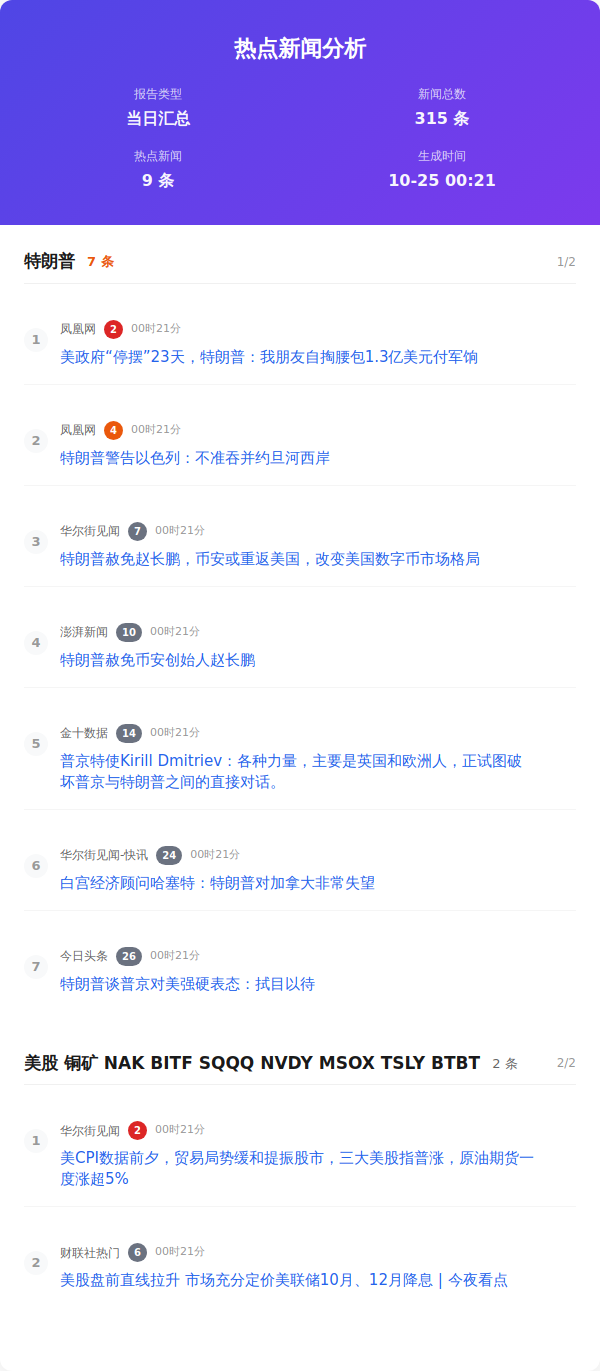 热点新闻分析
报告类型
当日汇总
新闻总数
315 条
热点新闻
9 条
生成时间
10-25 00:21
特朗普 7 条 1/2
1 凤凰网 2 00时21分
美政府“停摆”23天，特朗普：我朋友自掏腰包1.3亿美元付军饷
2 凤凰网 4 00时21分
特朗普警告以色列：不准吞并约旦河西岸
3 华尔街见闻 7 00时21分
特朗普赦免赵长鹏，币安或重返美国，改变美国数字币市场格局
4 澎湃新闻 10 00时21分
特朗普赦免币安创始人赵长鹏
5 金十数据 14 00时21分
普京特使Kirill Dmitriev：各种力量，主要是英国和欧洲人，正试图破
坏普京与特朗普之间的直接对话。
6 华尔街见闻-快讯 24 00时21分
白宫经济顾问哈塞特：特朗普对加拿大非常失望
7 今日头条 26 00时21分
特朗普谈普京对美强硬表态：拭目以待
美股 铜矿 NAK BITF SQQQ NVDY MSOX TSLY BTBT 2 条 2/2
1 华尔街见闻 2 00时21分
美CPI数据前夕，贸易局势缓和提振股市，三大美股指普涨，原油期货一
度涨超5%
2 财联社热门 6 00时21分
美股盘前直线拉升 市场充分定价美联储10月、12月降息 | 今夜看点